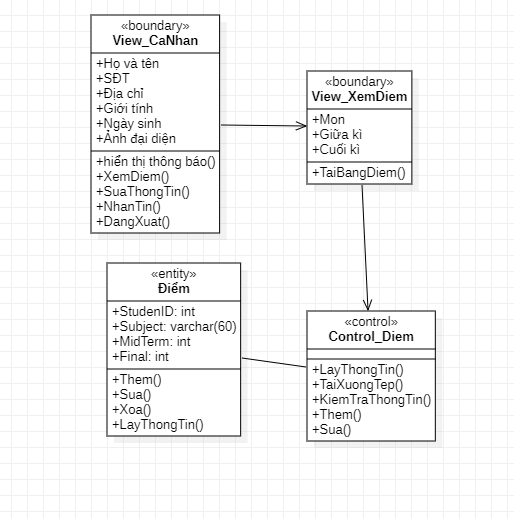 «boundary»
View_CaNhan
+Họ và tên
+SĐT
+Địa chỉ
+Giới tính
+Ngày sinh
+Ảnh đại diện
+hiển thị thông báo()
+XemDiem()
+SuaThongTin()
+NhanTin()
+DangXuat()
«boundary»
View_XemDiem
+Mon
+Giữa kì
+Cuối kì
+TaiBangDiem()
«entity»
Điểm
+StudenID: int
+Subject: varchar(60)
+MidTerm: int
+Final: int
+Them()
+Sua()
+Xoa()
+LayThongTin()
«control»
Control_Diem
+LayThongTin()
+TaiXuongTep()
+KiemTraThongTin()
+Them()
+Sua()